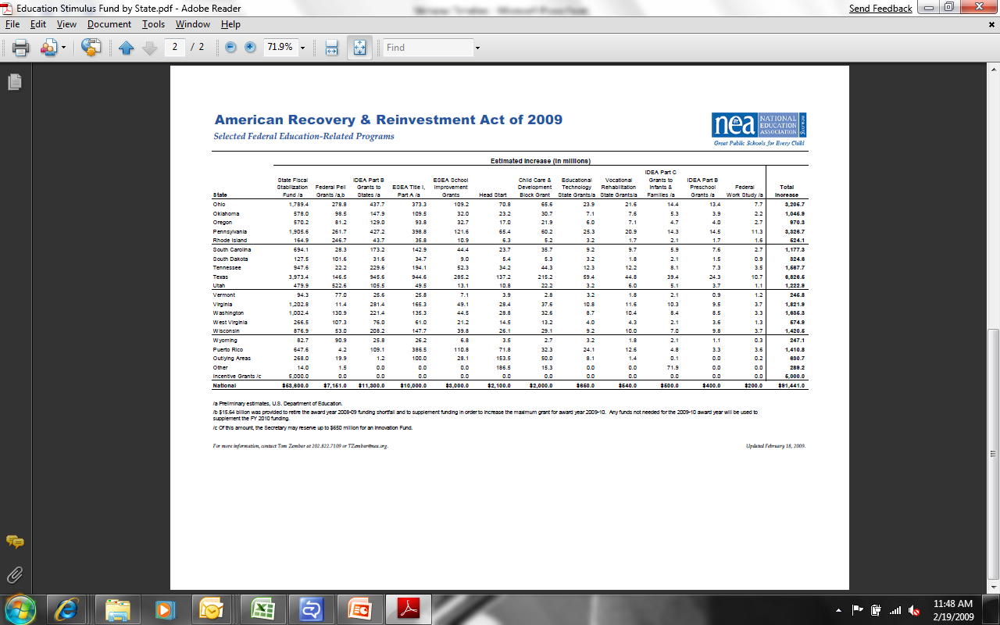 Education Stimulus Fund by State.pdf - Adobe Reader
Send Feedback
File Edit View Document Tools Window Help
2 / 2 71.9% Find
American Recovery & Reinvestment Act of 2009
Selected Federal Education-Related Programs
nea NATIONAL EDUCATION ASSOCIATION nea.org
Great Public Schools for Every Child
Estimated Increase (in millions)
State State Fiscal Stabilization Fund /a Federal Pell Grants /a,b IDEA Part B Grants to States /a ESEA Title I, Part A /a ESEA School Improvement Grants Head Start Child Care & Development Block Grant Educational Technology State Grants/a Vocational Rehabilitation State Grants/a IDEA Part C Grants to Infants & Families /a IDEA Part B Preschool Grants /a Federal Work Study /a Total Increase
Ohio 1,789.4 278.8 437.7 373.3 109.2 70.8 65.6 23.9 21.6 14.4 13.4 7.7 3,205.7
Oklahoma 578.0 98.5 147.9 109.5 32.0 23.2 30.7 7.1 7.6 5.3 3.9 2.2 1,045.9
Oregon 570.2 81.2 129.0 93.8 32.7 17.0 21.9 6.0 7.1 4.7 4.0 2.7 970.3
Pennsylvania 1,905.6 261.7 427.2 398.8 121.6 65.4 60.2 25.3 20.9 14.3 14.5 11.3 3,326.7
Rhode Island 164.9 246.7 43.7 35.8 10.9 6.3 5.2 3.2 1.7 2.1 1.7 1.6 524.1
South Carolina 694.1 28.3 173.2 142.9 44.4 23.7 35.7 9.2 9.7 5.9 7.6 2.7 1,177.3
South Dakota 127.5 101.6 31.6 34.7 9.0 5.4 5.3 3.2 1.8 2.1 1.5 0.9 324.6
Tennessee 947.6 22.2 229.6 194.1 52.3 34.2 44.3 12.3 12.2 8.1 7.3 3.5 1,567.7
Texas 3,973.4 146.5 945.6 944.6 285.2 137.2 215.2 59.4 44.8 39.4 24.3 10.7 6,826.5
Utah 479.9 522.6 105.5 49.5 13.1 10.8 22.2 3.2 6.0 5.1 3.7 1.1 1,222.9
Vermont 94.3 77.0 25.6 25.8 7.1 3.9 2.8 3.2 1.8 2.1 0.9 1.2 245.8
Virginia 1,202.8 11.4 281.4 165.3 49.1 28.4 37.6 10.8 11.6 10.3 9.5 3.7 1,821.9
Washington 1,002.4 130.9 221.4 135.3 44.5 28.8 32.6 8.7 10.4 8.4 8.5 3.3 1,635.3
West Virginia 266.5 107.3 76.0 61.0 21.2 14.5 13.2 4.0 4.3 2.1 3.6 1.3 574.9
Wisconsin 876.9 53.0 208.2 147.7 39.8 26.1 29.1 9.2 10.0 7.0 9.8 3.7 1,420.5
Wyoming 82.7 90.9 25.8 26.2 6.8 3.5 2.7 3.2 1.8 2.1 1.1 0.3 247.1
Puerto Rico 647.6 4.2 109.1 386.5 110.8 71.8 32.3 24.1 12.6 4.8 3.3 3.6 1,410.8
Outlying Areas 268.0 19.9 1.2 100.0 28.1 153.5 50.0 8.1 1.4 0.1 0.0 0.2 630.7
Other 14.0 1.5 0.0 0.0 0.0 186.5 15.3 0.0 0.0 71.9 0.0 0.0 289.2
Incentive Grants /c 5,000.0 0.0 0.0 0.0 0.0 0.0 0.0 0.0 0.0 0.0 0.0 0.0 5,000.0
National $53,600.0 $7,151.0 $11,300.0 $10,000.0 $3,000.0 $2,100.0 $2,000.0 $650.0 $540.0 $500.0 $400.0 $200.0 $91,441.0
/a Preliminary estimates, U.S. Department of Education.
/b $15.64 billion was provided to retire the award year 2008-09 funding shortfall and to supplement funding in order to increase the maximum grant for award year 2009-10. Any funds not needed for the 2009-10 award year will be used to
supplement the FY 2010 funding.
/c Of this amount, the Secretary may reserve up to $650 million for an Innovation Fund.
For more information, contact Tom Zembar at 202.822.7109 or TZembar@nea.org. Updated February 18, 2009.
11:48 AM
2/19/2009